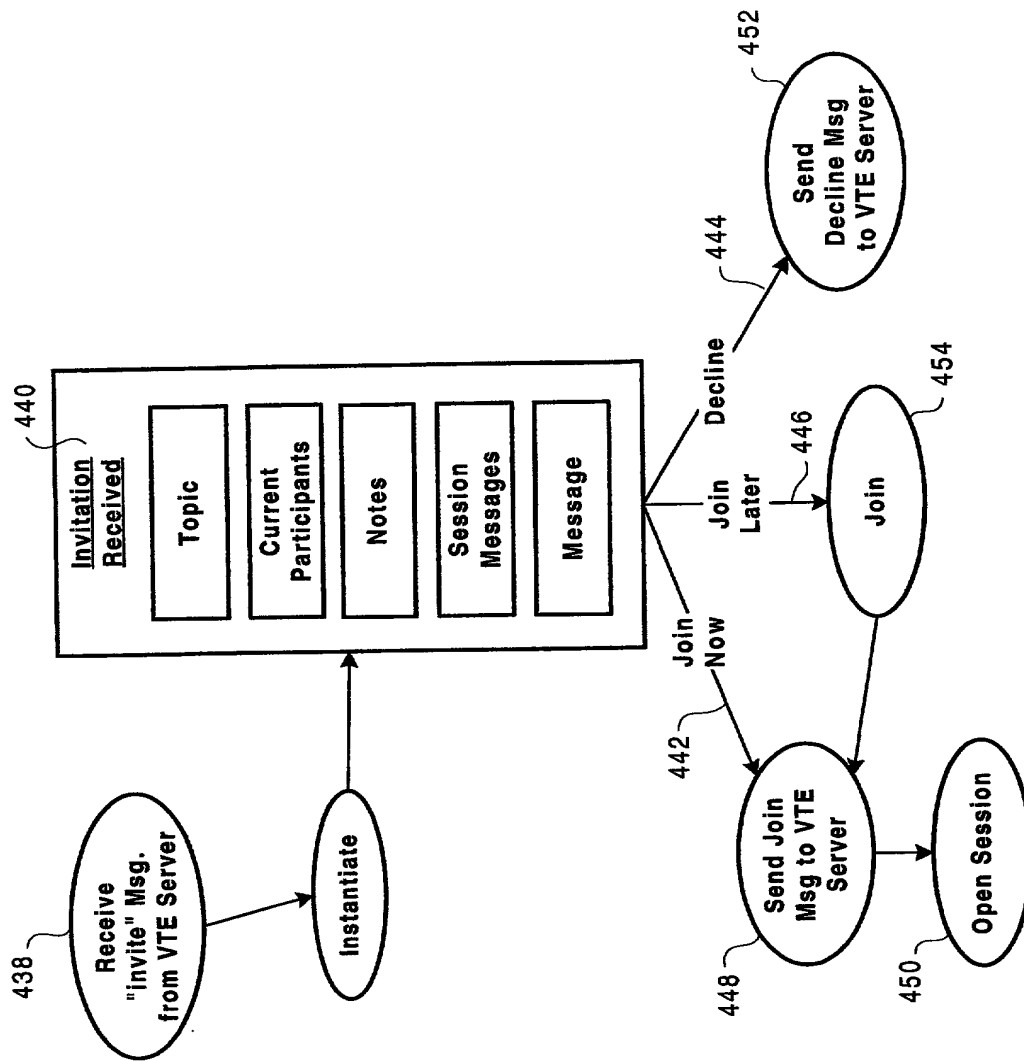 438
Receive
"invite" Msg.
from VTE Server
Instantiate
440
Invitation
Received
Topic
Current
Participants
Notes
Session
Messages
Message
Join
Now
442
Join
Later
446
Decline
444
448
Send Join
Msg to VTE
Server
450
Open Session
454
Join
452
Send
Decline Msg
to VTE Server